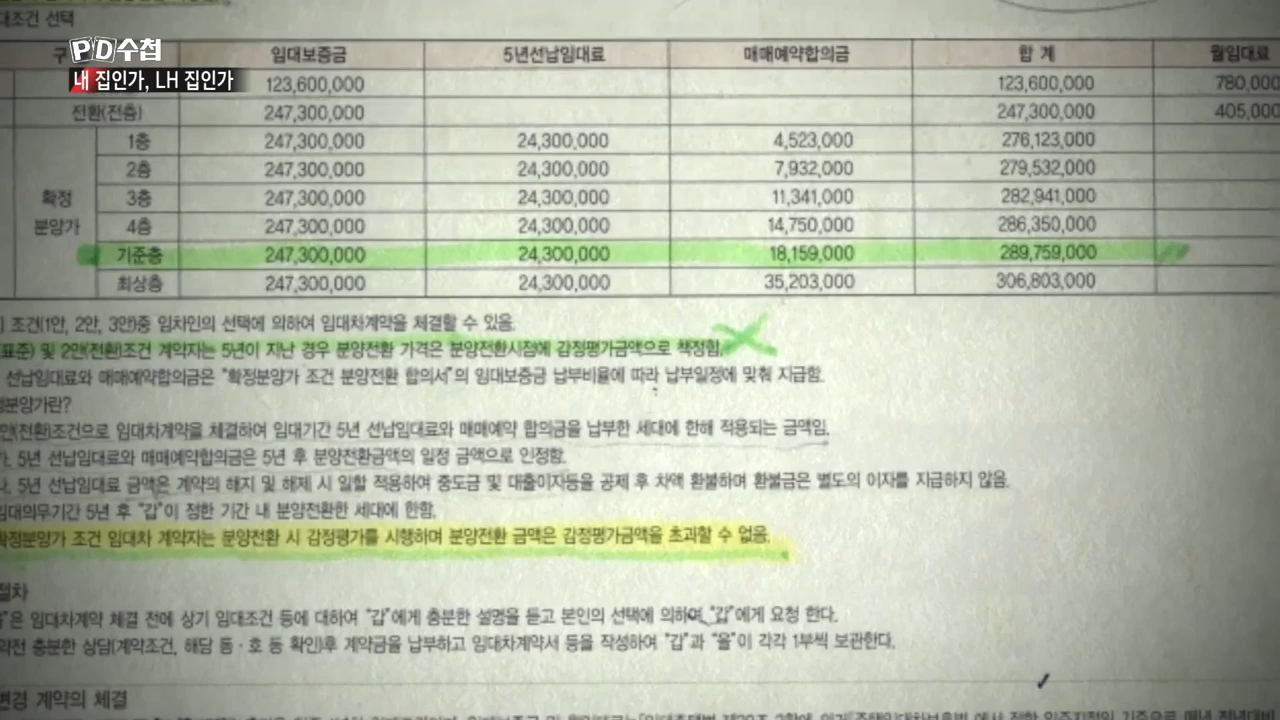 대조건 선택
PD수첩
내 집인가, LH 집인가
구 임대보증금 5년선납임대료 매매예약합의금 합 계 월임대료
123,600,000 123,600,000 780,000
전환(전층) 247,300,000 247,300,000 405,000
1층 247,300,000 24,300,000 4,523,000 276,123,000
2층 247,300,000 24,300,000 7,932,000 279,532,000
확정 3층 247,300,000 24,300,000 11,341,000 282,941,000
분양가 4층 247,300,000 24,300,000 14,750,000 286,350,000
기준층 247,300,000 24,300,000 18,159,000 289,759,000
최상층 247,300,000 24,300,000 35,203,000 306,803,000
조건(1안, 2안, 3안)중 임차인의 선택에 의하여 임대차계약을 체결할 수 있음.
표준) 및 2안(전환)조건 계약자는 5년이 지난 경우 분양전환 가격은 분양전환시점에 감정평가금액으로 책정함.
선납임대료와 매매예약합의금은 "확정분양가 조건 분양전환 합의서"의 임대보증금 납부비율에 따라 납부일정에 맞춰 지급함.
분양가란?
안(전환)조건으로 임대차계약을 체결하여 임대기간 5년 선납임대료와 매매예약 합의금을 납부한 세대에 한해 적용되는 금액임.
가. 5년 선납임대료와 매매예약합의금은 5년 후 분양전환금액의 일정 금액으로 인정함.
나. 5년 선납임대료 금액은 계약의 해지 및 해제 시 일할 적용하여 중도금 및 대출이자등을 공제 후 차액 환불하며 환불금은 별도의 이자를 지급하지 않음.
임대의무기간 5년 후 "갑"이 정한 기간 내 분양전환한 세대에 한함.
확정분양가 조건 임대차 계약자는 분양전환 시 감정평가를 시행하며 분양전환 금액은 감정평가금액을 초과할 수 없음.
절차
"은 임대차계약 체결 전에 상기 임대조건 등에 대하여 "갑"에게 충분한 설명을 듣고 본인의 선택에 의하여, "갑"에게 요청 한다.
약전 충분한 상담(계약조건, 해당 동·호 등 확인)후 계약금을 납부하고 임대차계약서 등을 작성하여 "갑"과 "을"이 각각 1부씩 보관한다.
변경 계약의 체결